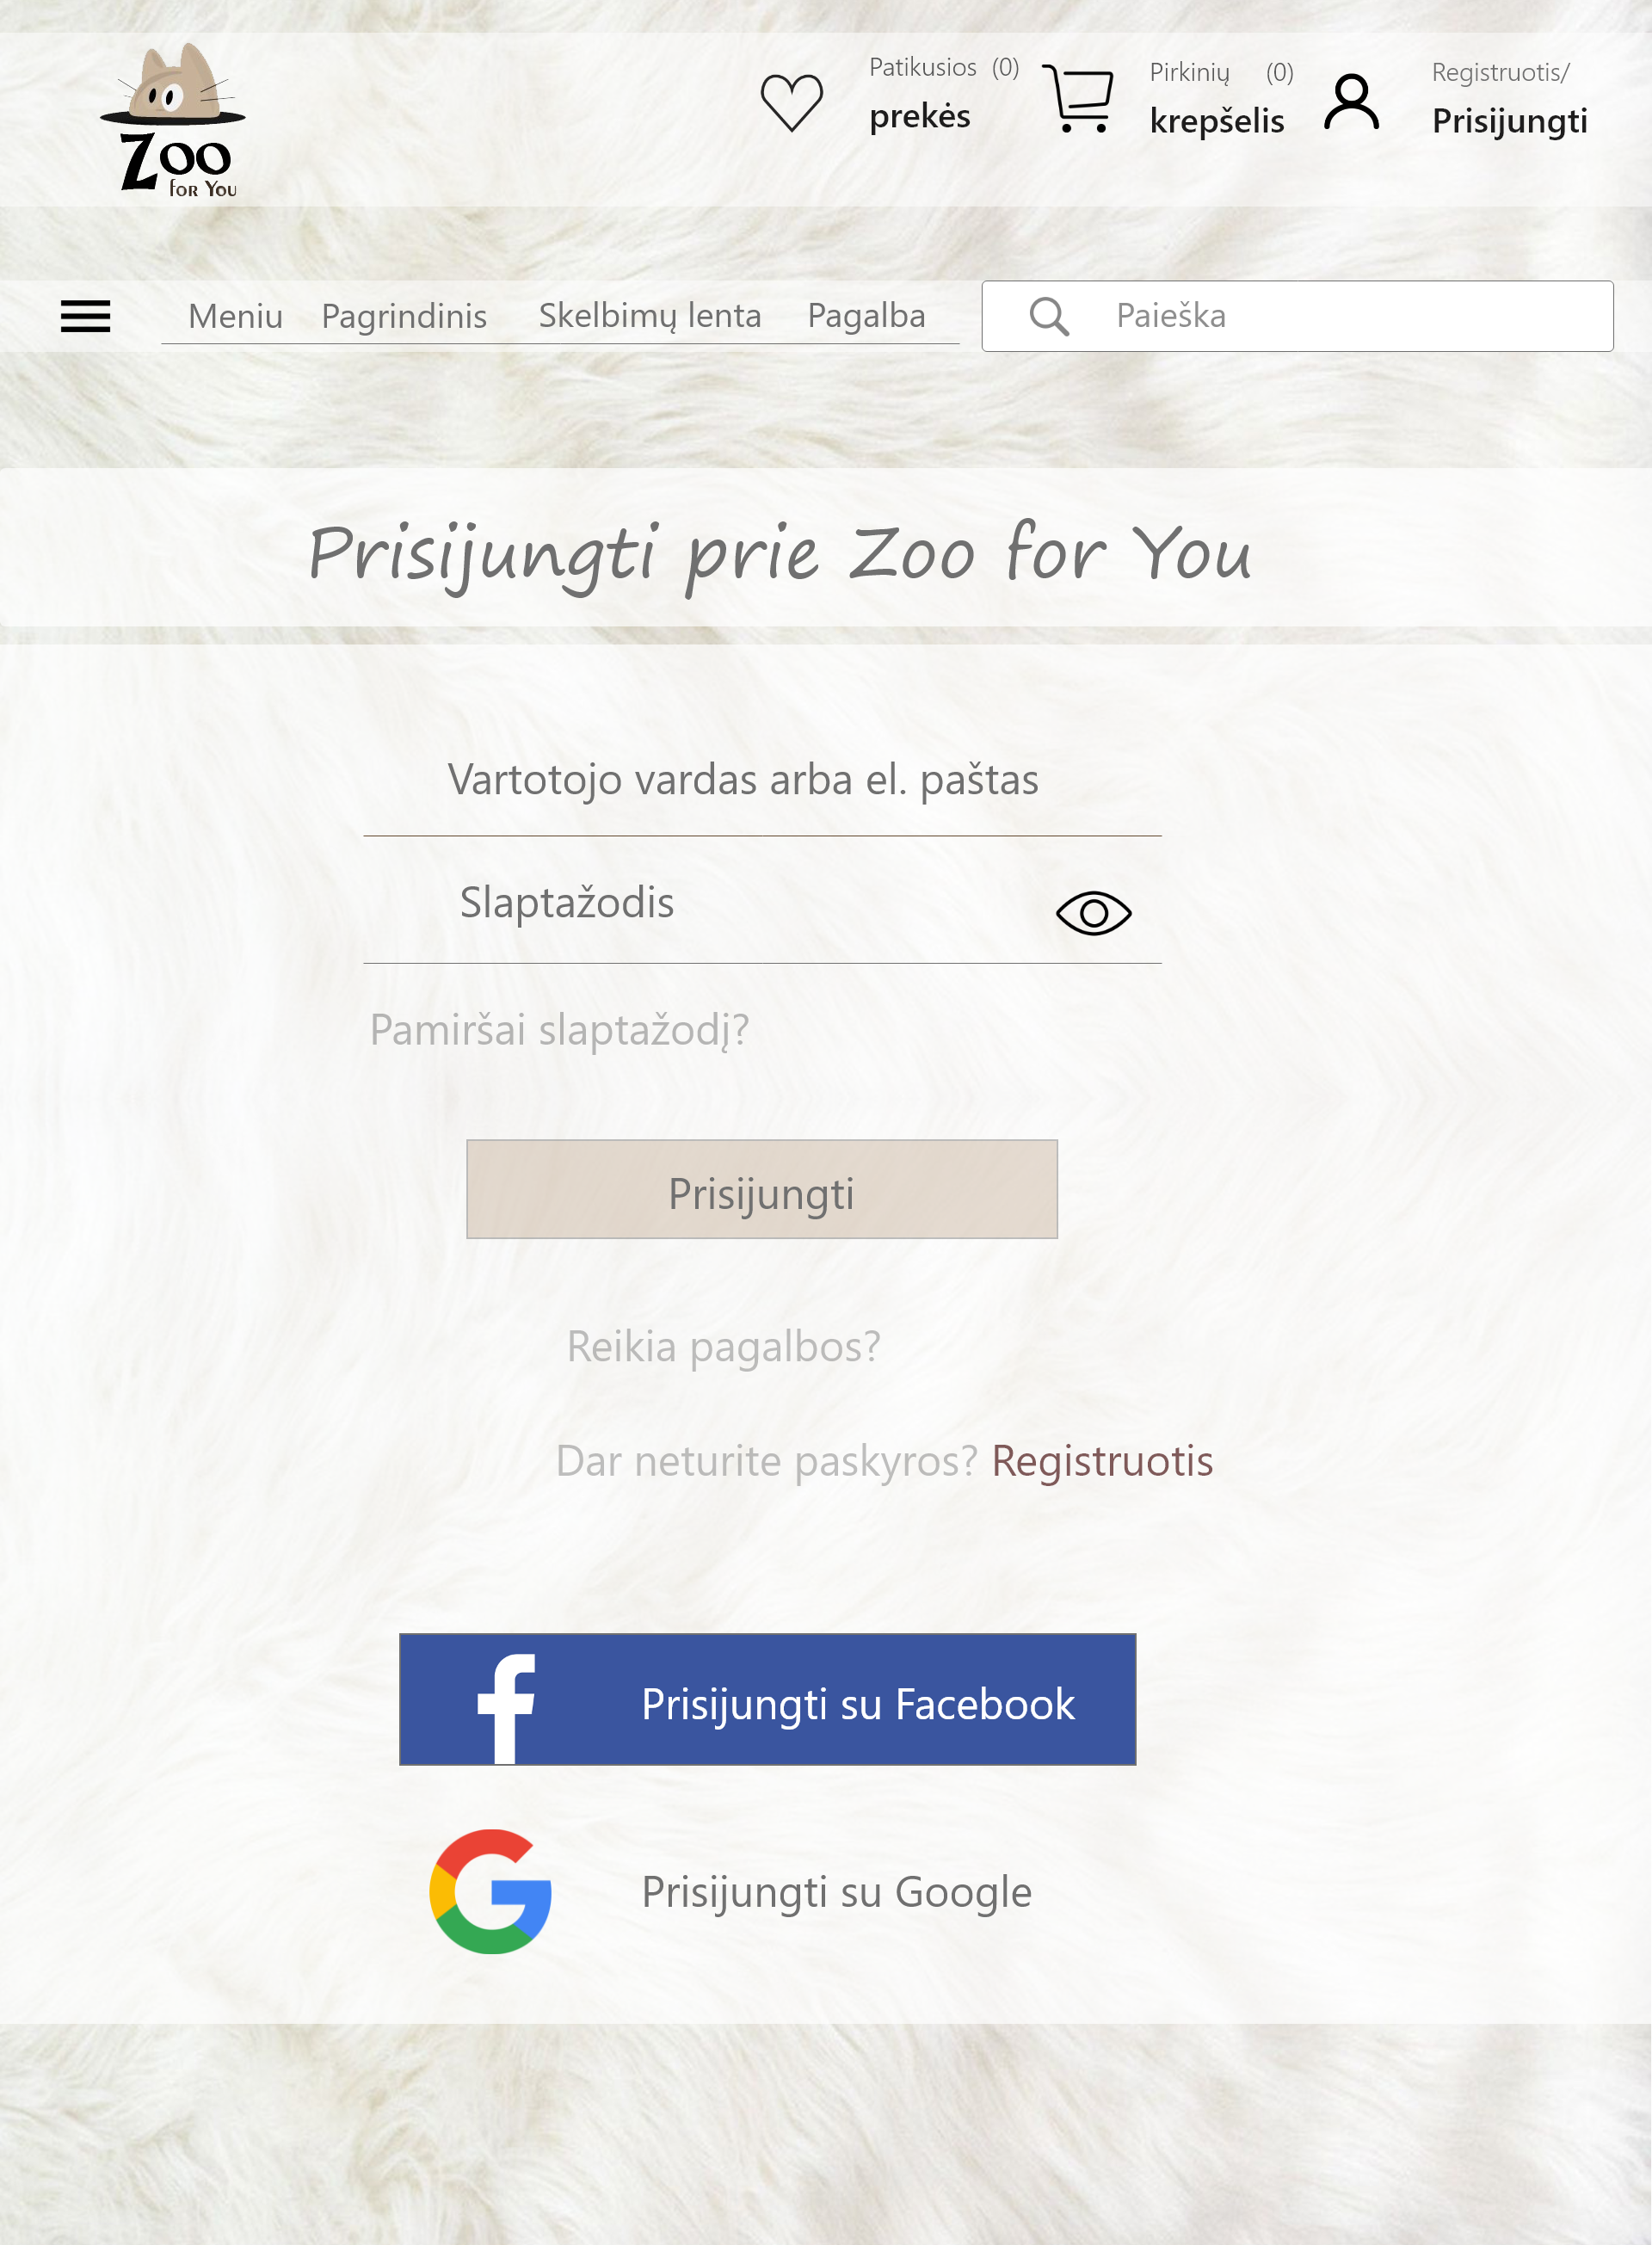 Zoo
for You
Patikusios (0)
prekės
Pirkinių (0)
krepšelis
Registruotis/
Prisijungti
Meniu Pagrindinis Skelbimų lenta Pagalba Paieška
Prisijungti prie Zoo for You
Vartotojo vardas arba el. paštas
Slaptažodis
Pamiršai slaptažodį?
Prisijungti
Reikia pagalbos?
Dar neturite paskyros? Registruotis
Prisijungti su Facebook
Prisijungti su Google